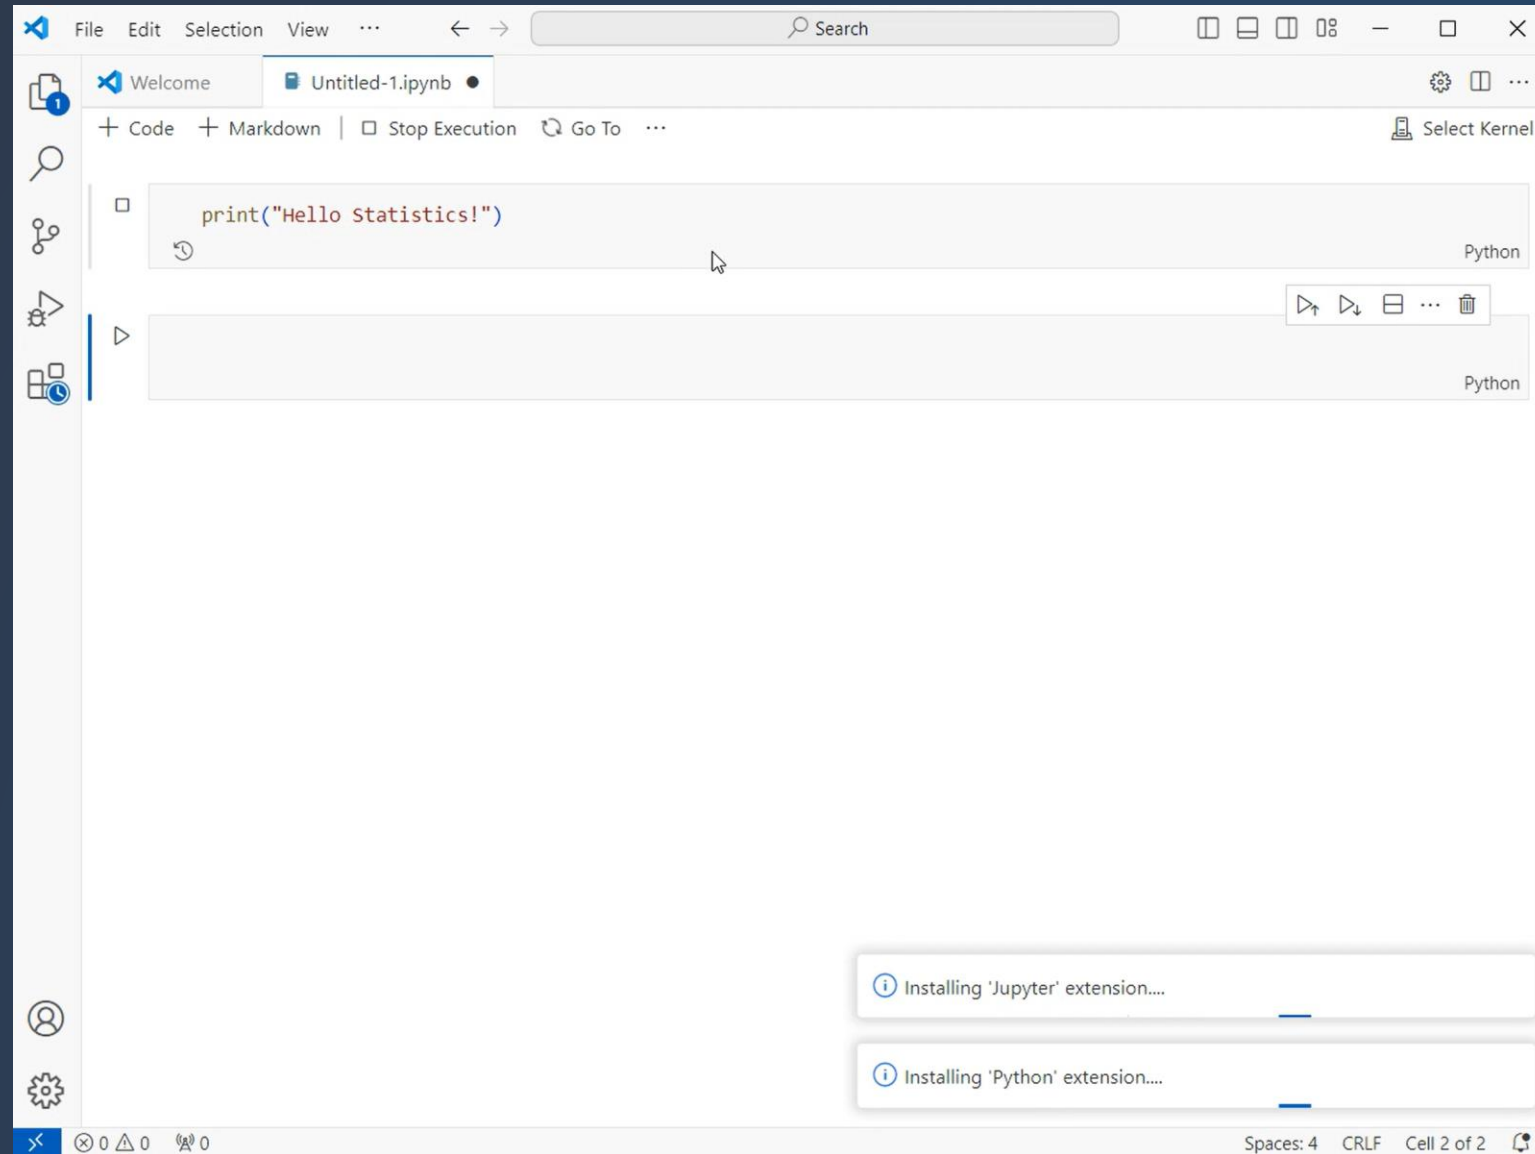 File Edit Selection View ··· Search
Welcome Untitled-1.ipynb
+ Code + Markdown | Stop Execution Go To ··· Select Kernel
print("Hello Statistics!")
Python
Python
Installing 'Jupyter' extension....
Installing 'Python' extension....
0 0 0 Spaces: 4 CRLF Cell 2 of 2
1